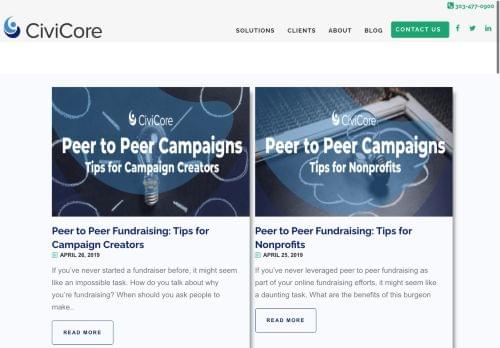 303-477-0900
CiviCore
SOLUTIONS CLIENTS ABOUT BLOG CONTACT US
CiviCore
Peer to Peer Campaigns
Tips for Campaign Creators
Peer to Peer Fundraising: Tips for
Campaign Creators
APRIL 26, 2019
If you've never started a fundraiser before, it might seem
like an impossible task. How do you talk about why
you're fundraising? When should you ask people to
make...
READ MORE
CiviCore
Peer to Peer Campaigns
Tips for Nonprofits
Peer to Peer Fundraising: Tips for
Nonprofits
APRIL 25, 2019
If you've never leveraged peer to peer fundraising as
part of your online fundraising efforts, it might seem like
a daunting task. What are the benefits of this burgeon
READ MORE